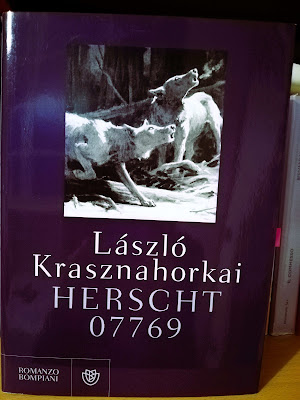 László
Krasznahorkai
HERSCHT
07769
ROMANZO
BOMPIANI